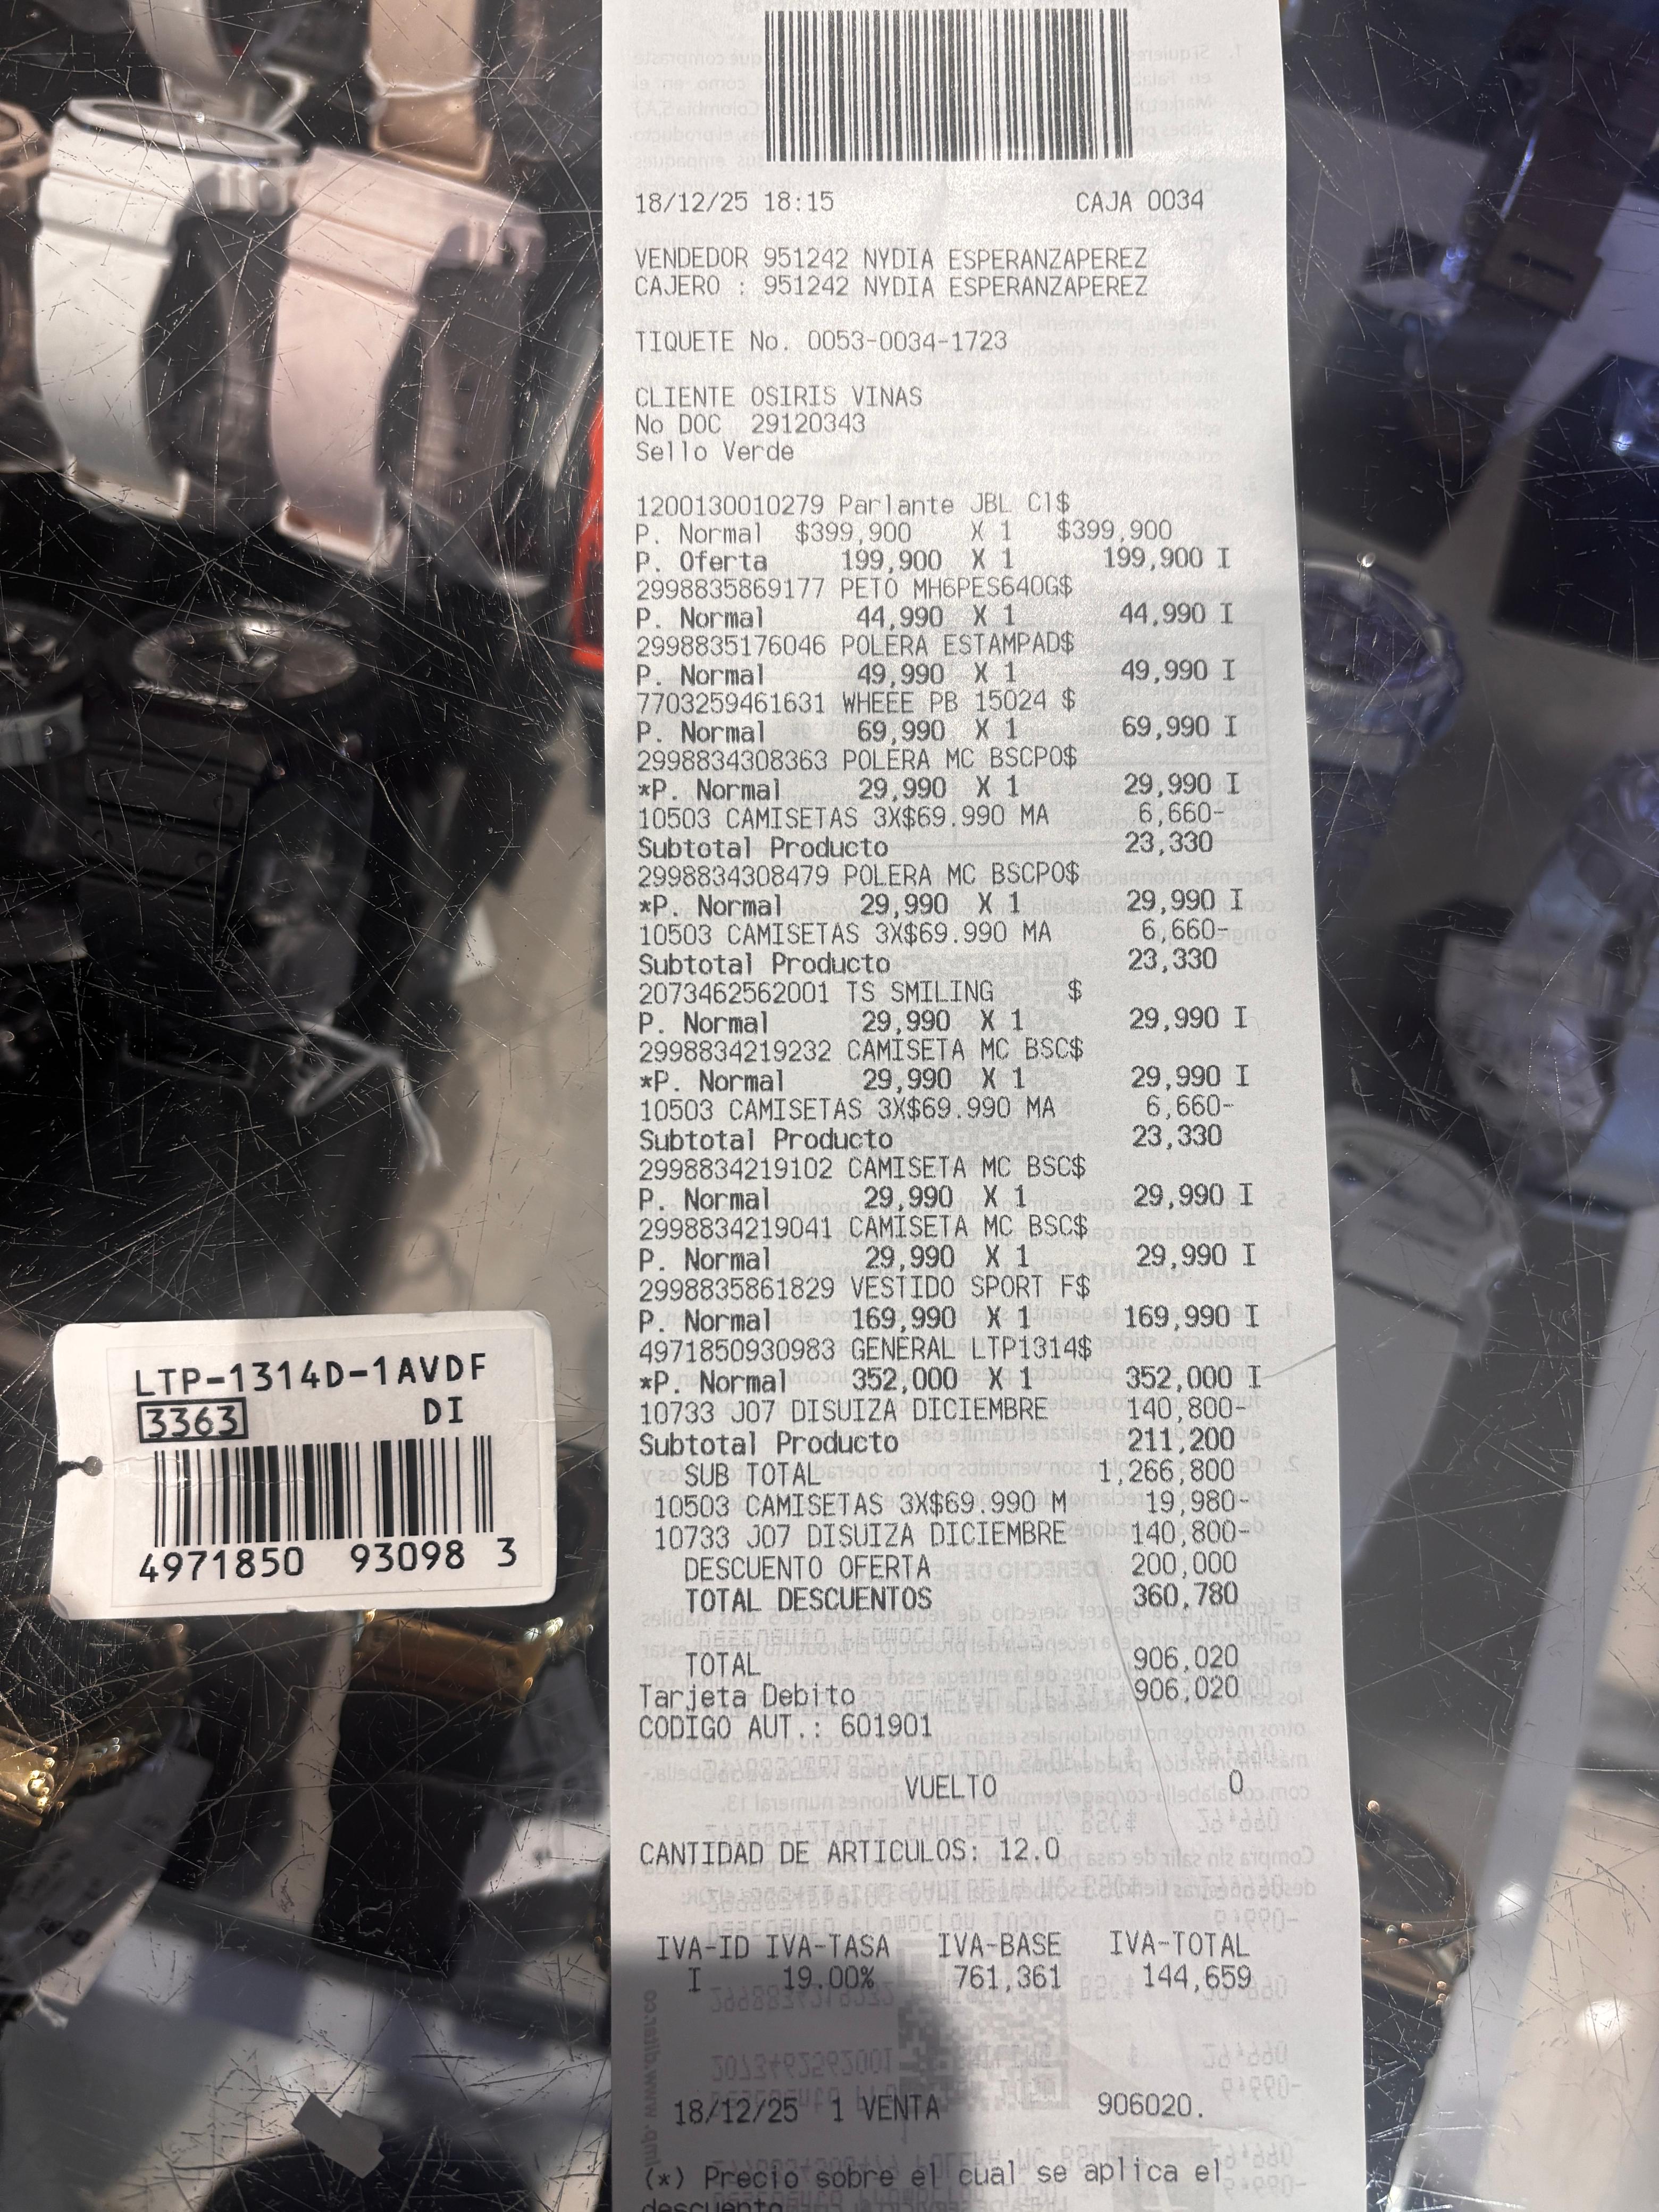 18/12/25 18:15 CAJA 0034
VENDEDOR 951242 NYDIA ESPERANZAPEREZ
CAJERO : 951242 NYDIA ESPERANZAPEREZ
TIQUETE No. 0053-0034-1723
CLIENTE OSIRIS VINAS
No DOC 29120343
Sello Verde
1200130010279 Parlante JBL Cl$
P. Normal $399,900 X 1 $399,900
P. Oferta 199,900 X 1 199,900 I
2998835869177 PETO MH6PES640G$
P. Normal 44,990 X 1 44,990 I
2998835176046 POLERA ESTAMPAD$
P. Normal 49,990 X 1 49,990 I
7703259461631 WHEEE PB 15024 $
P. Normal 69,990 X 1 69,990 I
2998834308363 POLERA MC BSCPO$
*P. Normal 29,990 X 1 29,990 I
10503 CAMISETAS 3X$69.990 MA 6,660-
Subtotal Producto 23,330
2998834308479 POLERA MC BSCPO$
*P. Normal 29,990 X 1 29,990 I
10503 CAMISETAS 3X$69.990 MA 6,660-
Subtotal Producto 23,330
2073462562001 TS SMILING $
P. Normal 29,990 X 1 29,990 I
2998834219232 CAMISETA MC BSC$
*P. Normal 29,990 X 1 29,990 I
10503 CAMISETAS 3X$69.990 MA 6,660-
Subtotal Producto 23,330
2998834219102 CAMISETA MC BSC$
P. Normal 29,990 X 1 29,990 I
2998834219041 CAMISETA MC BSC$
P. Normal 29,990 X 1 29,990 I
2998835861829 VESTIDO SPORT F$
P. Normal 169,990 X 1 169,990 I
4971850930983 GENERAL LTP1314$
*P. Normal 352,000 X 1 352,000 I
10733 J07 DISUIZA DICIEMBRE 140,800-
Subtotal Producto 211,200
SUB TOTAL 1,266,800
10503 CAMISETAS 3X$69.990 M 19,980-
10733 J07 DISUIZA DICIEMBRE 140,800-
DESCUENTO OFERTA 200,000
TOTAL DESCUENTOS 360,780
TOTAL 906,020
Tarjeta Debito 906,020
CODIGO AUT.: 601901
VUELTO 0
CANTIDAD DE ARTICULOS: 12.0
IVA-ID IVA-TASA IVA-BASE IVA-TOTAL
I 19.00% 761,361 144,659
18/12/25 1 VENTA 906020.
(*) Precio sobre el cual se aplica el
descuento
LTP-1314D-1AVDF
3363 DI
4971850 93098 3